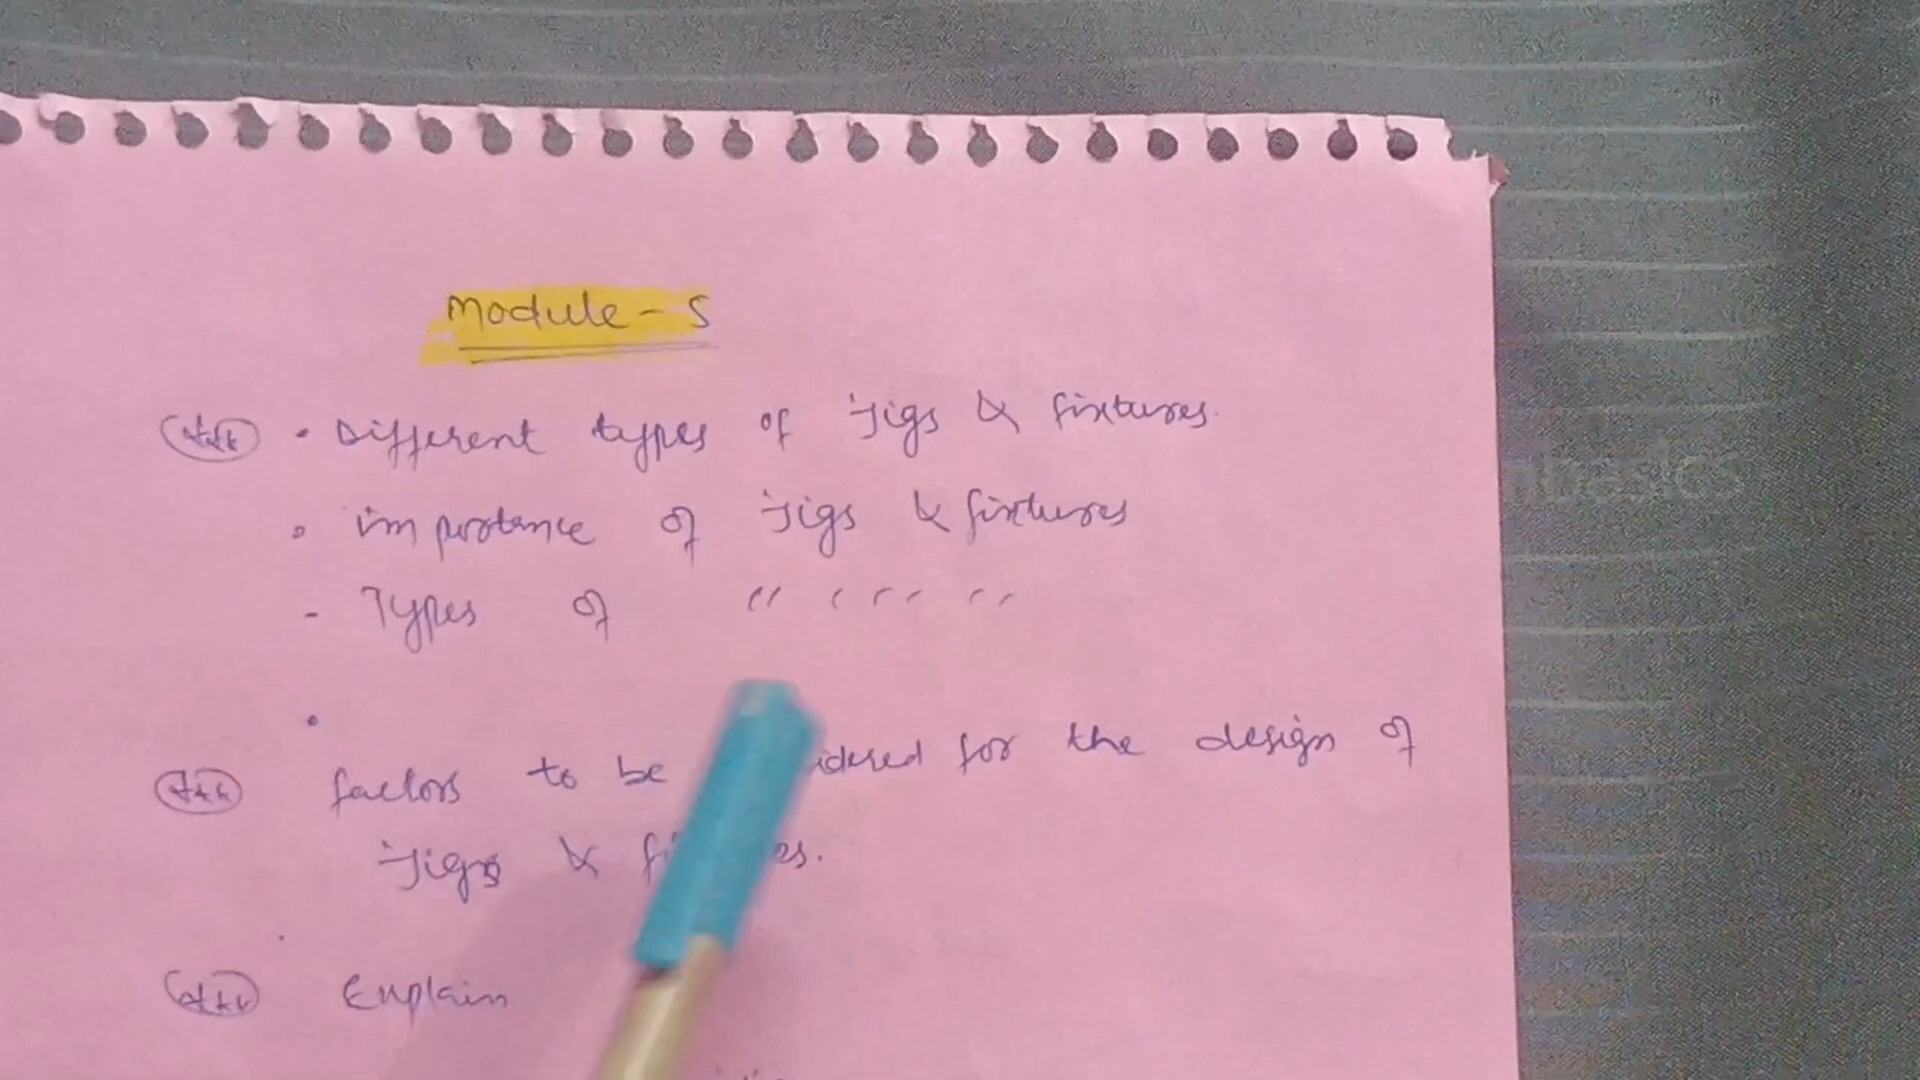 Module - 5
*** • Different types of Jigs & fixtures.
• importance of Jigs & fixtures
- Types of " " " "
*** factors to be idered for the design of
Jigs & fi es.
*** Explain